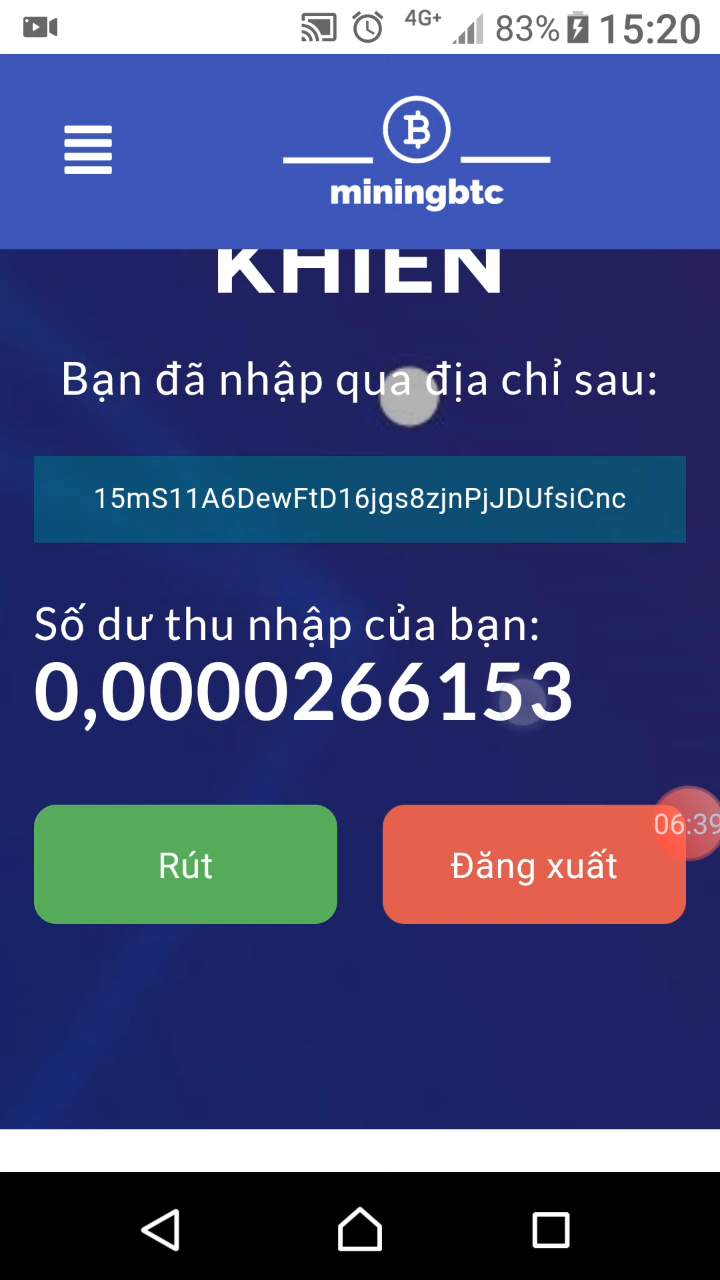 4G+ 83% 15:20
miningbtc
KHIỂN
Bạn đã nhập qua địa chỉ sau:
15mS11A6DewFtD16jgs8zjnPjJDUfsiCnc
Số dư thu nhập của bạn:
0,0000266153
Rút
Đăng xuất
06:39